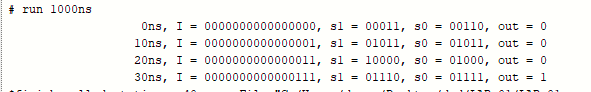 # run 1000ns
0ns, I = 0000000000000000, s1 = 00011, s0 = 00110, out = 0
10ns, I = 0000000000000001, s1 = 01011, s0 = 01011, out = 0
20ns, I = 0000000000000011, s1 = 10000, s0 = 01000, out = 0
30ns, I = 0000000000000111, s1 = 01110, s0 = 01111, out = 1